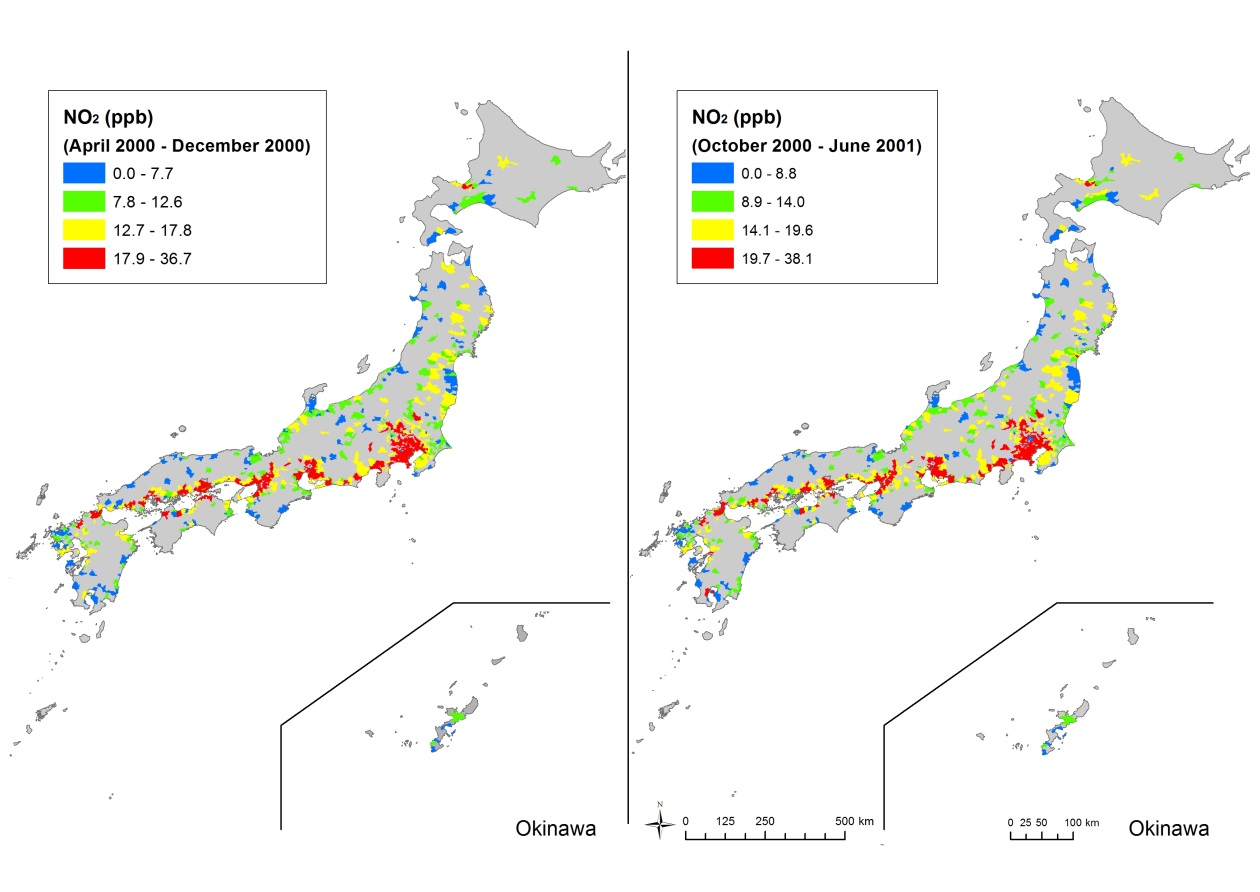 NO2 (ppb)
(April 2000 - December 2000)
0.0 - 7.7
7.8 - 12.6
12.7 - 17.8
17.9 - 36.7
Okinawa
NO2 (ppb)
(October 2000 - June 2001)
0.0 - 8.8
8.9 - 14.0
14.1 - 19.6
19.7 - 38.1
N
0 125 250 500 km
0 25 50 100 km
Okinawa